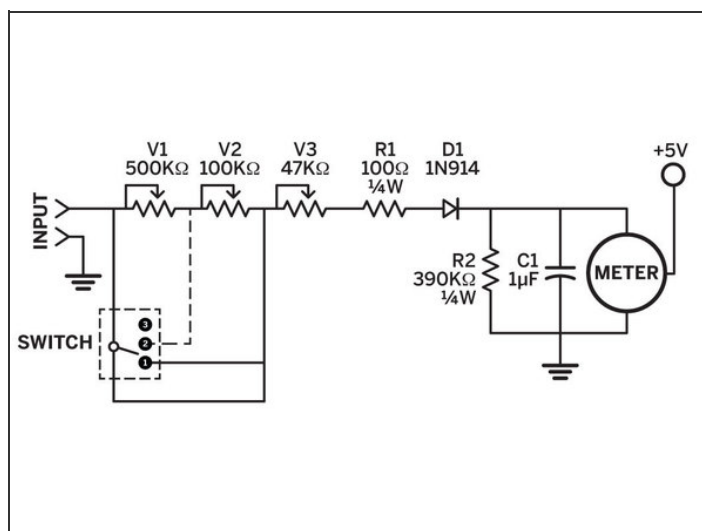 V1
500KΩ
V2
100KΩ
V3
47KΩ
R1
100Ω
¼W
D1
1N914
+5V
INPUT
R2
390KΩ
¼W
C1
1µF
METER
SWITCH
3
2
1